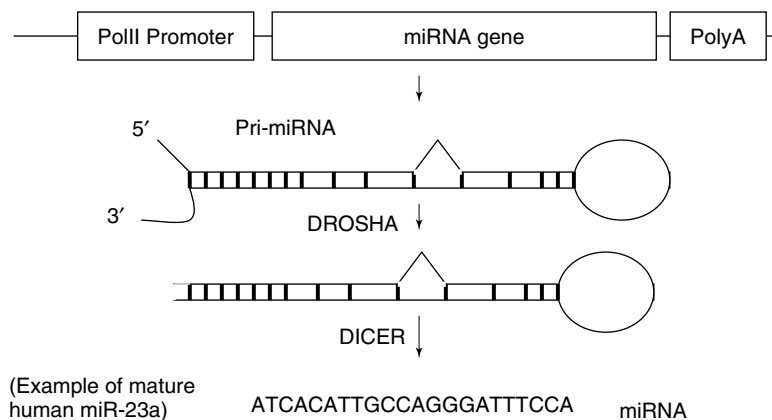 PolII Promoter miRNA gene PolyA
5′ Pri-miRNA
3′
DROSHA
DICER
(Example of mature
human miR-23a) ATCACATTGCCAGGGATTTCCA miRNA